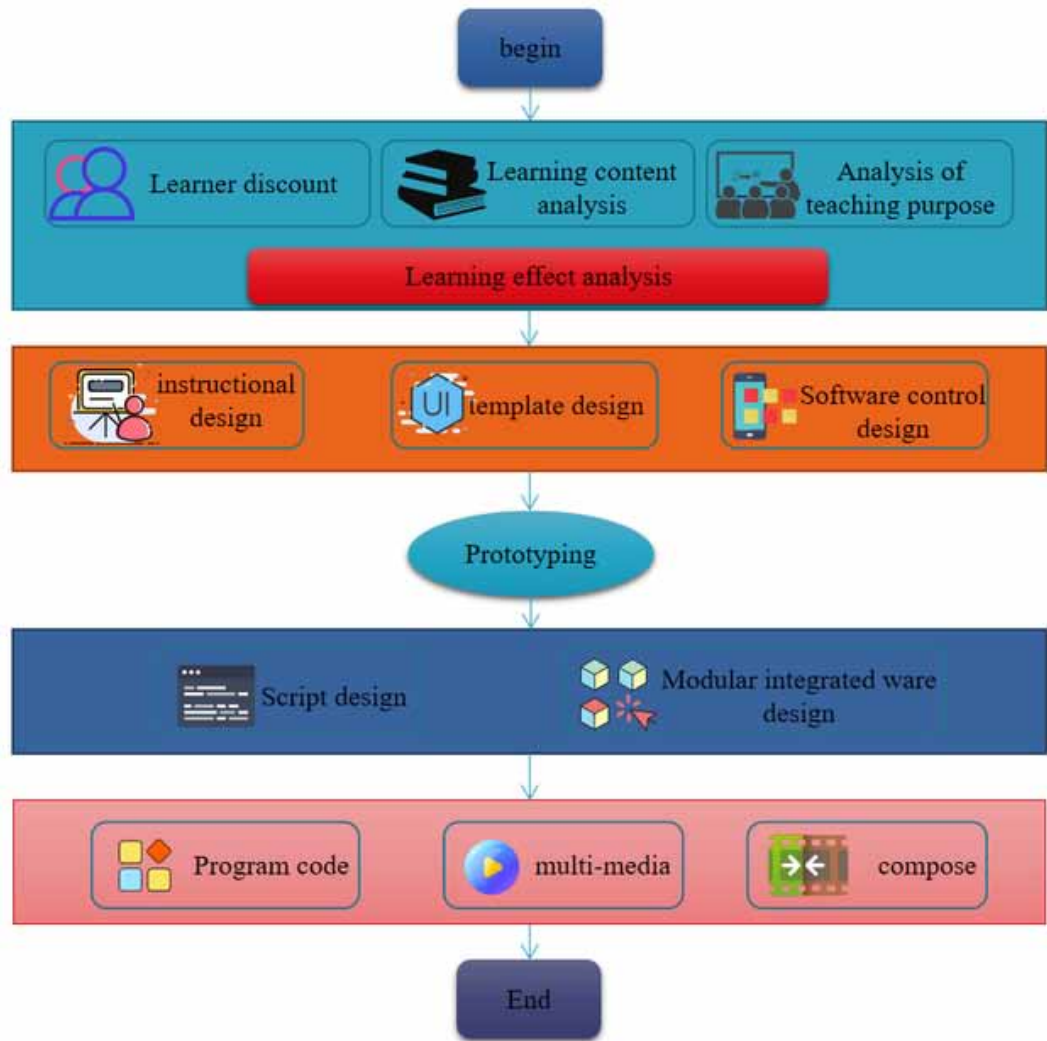 begin
Learner discount
Learning content
analysis
Analysis of
teaching purpose
Learning effect analysis
instructional
design
UI
template design
Software control
design
Prototyping
Script design
Modular integrated ware
design
Program code
multi-media
compose
End